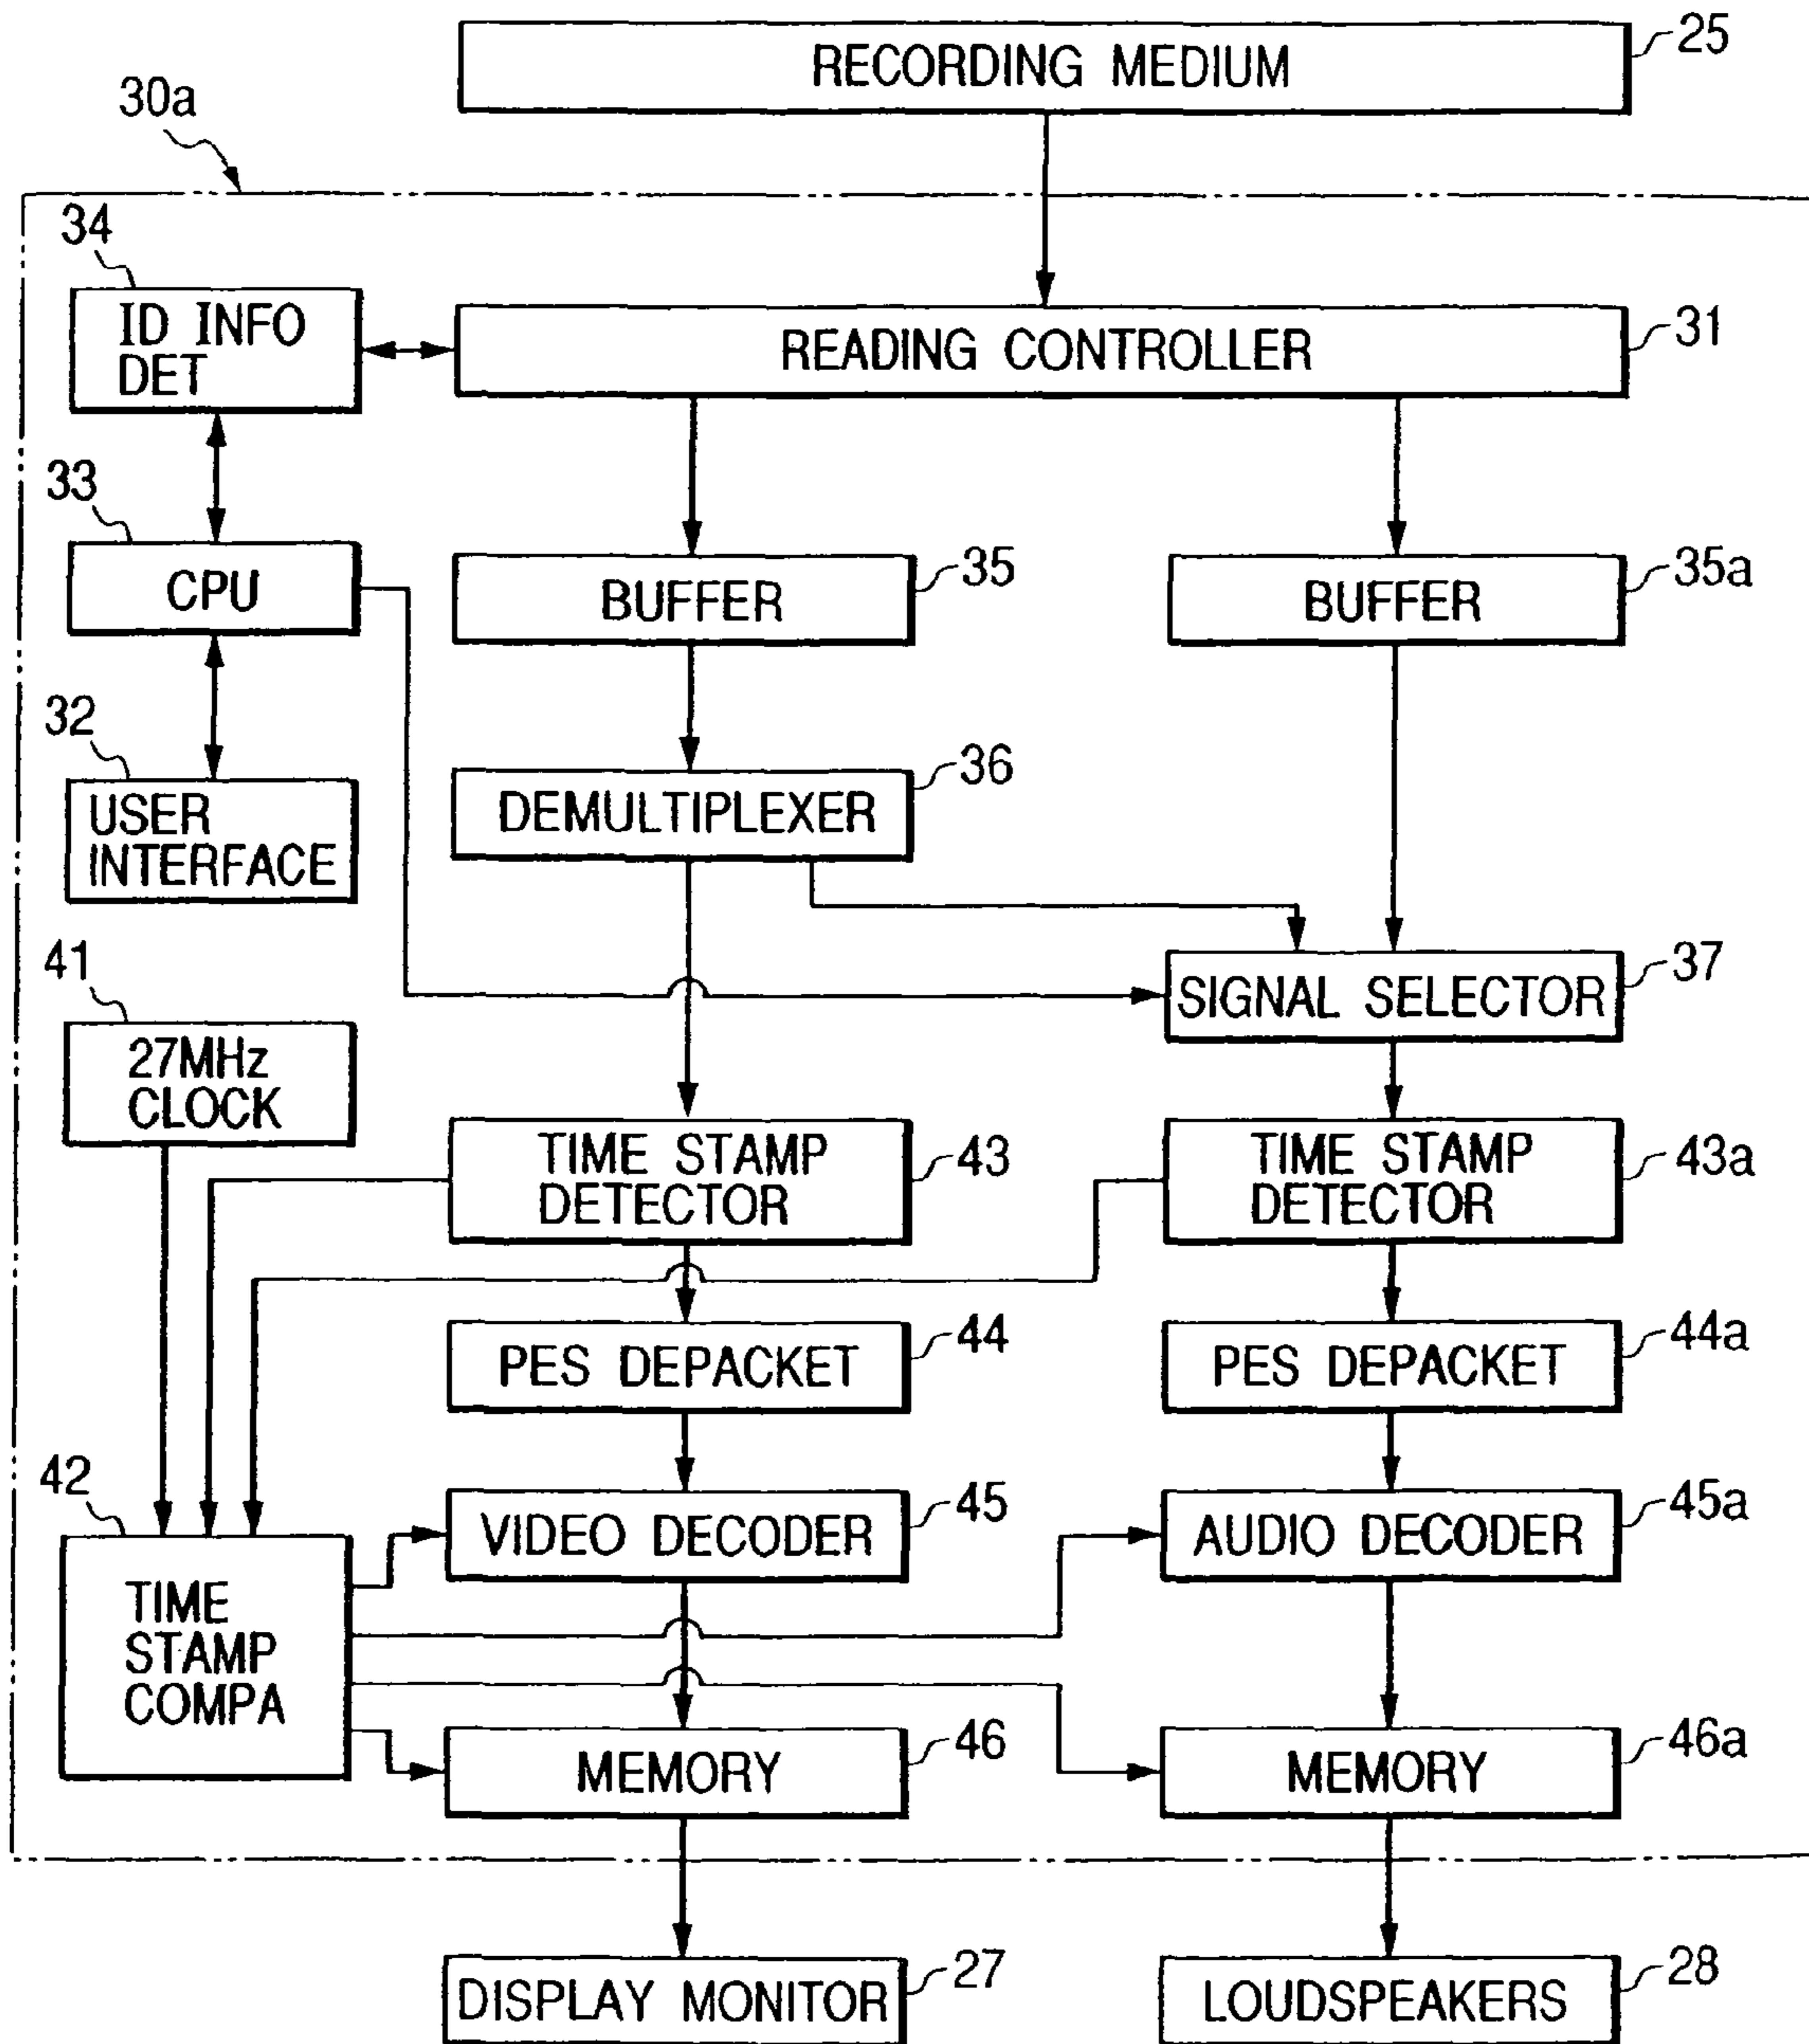 RECORDING MEDIUM
25
30a
34
ID INFO
DET
READING CONTROLLER
31
33
CPU
BUFFER
35
BUFFER
35a
32
USER
INTERFACE
DEMULTIPLEXER
36
41
27MHz
CLOCK
SIGNAL SELECTOR
37
TIME STAMP
DETECTOR
43
TIME STAMP
DETECTOR
43a
PES DEPACKET
44
PES DEPACKET
44a
42
TIME
STAMP
COMPA
VIDEO DECODER
45
AUDIO DECODER
45a
MEMORY
46
MEMORY
46a
DISPLAY MONITOR
27
LOUDSPEAKERS
28